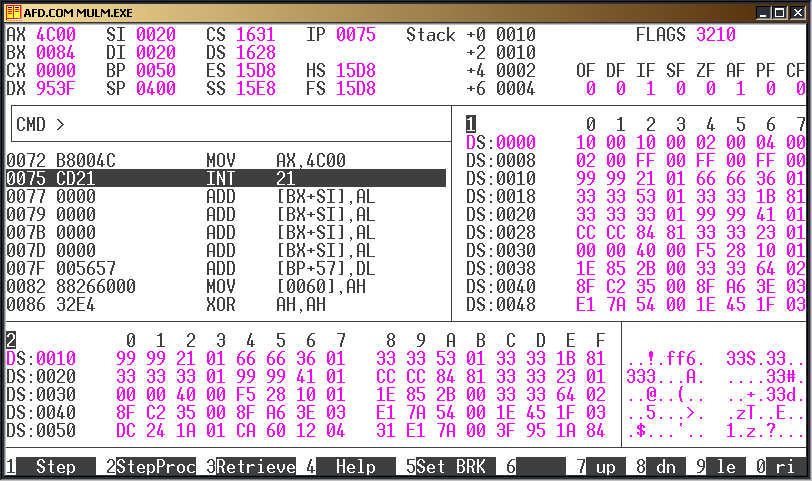 AFD.COM MULM.EXE
AX 4C00 SI 0020 CS 1631 IP 0075 Stack +0 0010 FLAGS 3210
BX 0084 DI 0020 DS 1628 +2 0010
CX 0000 BP 0050 ES 15D8 HS 15D8 +4 0002 OF DF IF SF ZF AF PF CF
DX 953F SP 0400 SS 15E8 FS 15D8 +6 0004 0 0 1 0 0 1 0 0
CMD >
1 0 1 2 3 4 5 6 7
DS:0000 10 00 10 00 02 00 04 00
DS:0008 02 00 FF 00 FF 00 FF 00
DS:0010 99 99 21 01 66 66 36 01
DS:0018 33 33 53 01 33 33 1B 81
DS:0020 33 33 33 01 99 99 41 01
DS:0028 CC CC 84 81 33 33 23 01
DS:0030 00 00 40 00 F5 28 10 01
DS:0038 1E 85 2B 00 33 33 64 02
DS:0040 8F C2 35 00 8F A6 3E 03
DS:0048 E1 7A 54 00 1E 45 1F 03
0072 B8004C MOV AX,4C00
0075 CD21 INT 21
0077 0000 ADD [BX+SI],AL
0079 0000 ADD [BX+SI],AL
007B 0000 ADD [BX+SI],AL
007D 0000 ADD [BX+SI],AL
007F 005657 ADD [BP+57],DL
0082 88266000 MOV [0060],AH
0086 32E4 XOR AH,AH
2 0 1 2 3 4 5 6 7 8 9 A B C D E F
DS:0010 99 99 21 01 66 66 36 01 33 33 53 01 33 33 1B 81 ..!.ff6. 33S.33..
DS:0020 33 33 33 01 99 99 41 01 CC CC 84 81 33 33 23 01 333...A. ....33#.
DS:0030 00 00 40 00 F5 28 10 01 1E 85 2B 00 33 33 64 02 ..@..(.. ..+.33d.
DS:0040 8F C2 35 00 8F A6 3E 03 E1 7A 54 00 1E 45 1F 03 ..5...>. .zT..E..
DS:0050 DC 24 1A 01 CA 60 12 04 31 E1 7A 00 3F 95 1A 84 .$...`.. 1.z.?...
1 Step 2StepProc 3Retrieve 4 Help 5Set BRK 6 7 up 8 dn 9 le 0 ri